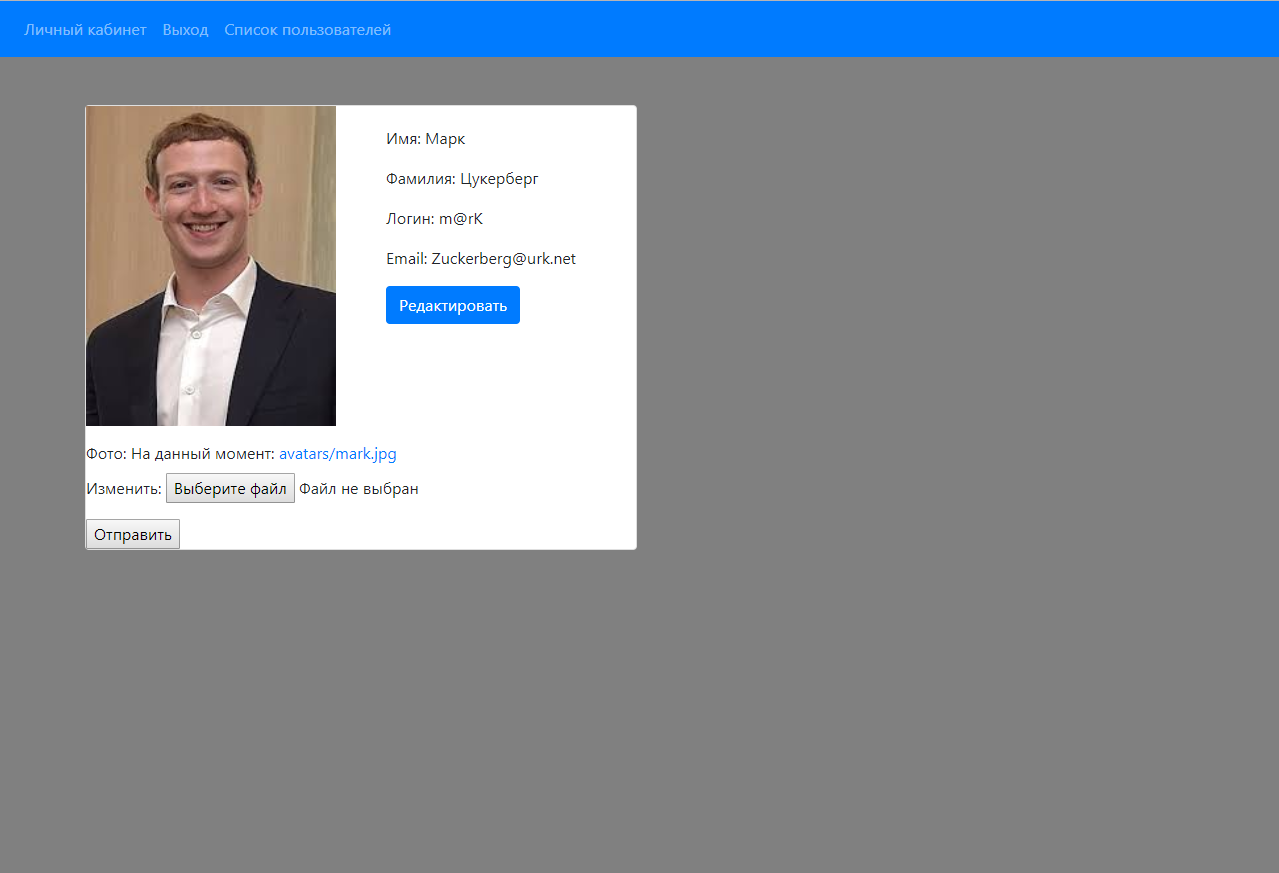 Личный кабинет Выход Список пользователей
Имя: Марк
Фамилия: Цукерберг
Логин: m@rK
Email: Zuckerberg@urk.net
Редактировать
Фото: На данный момент: avatars/mark.jpg
Изменить: Выберите файл Файл не выбран
Отправить